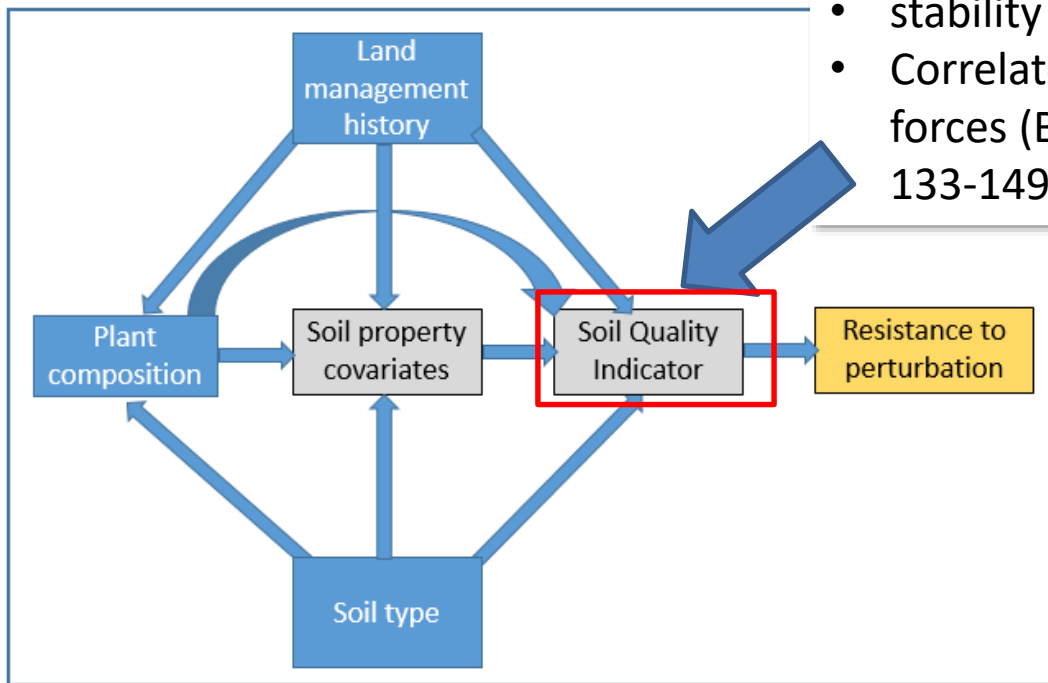 • stability
• Correlat
forces (E
133-149
Land
management
history
Plant
composition
Soil property
covariates
Soil Quality
Indicator
Resistance to
perturbation
Soil type